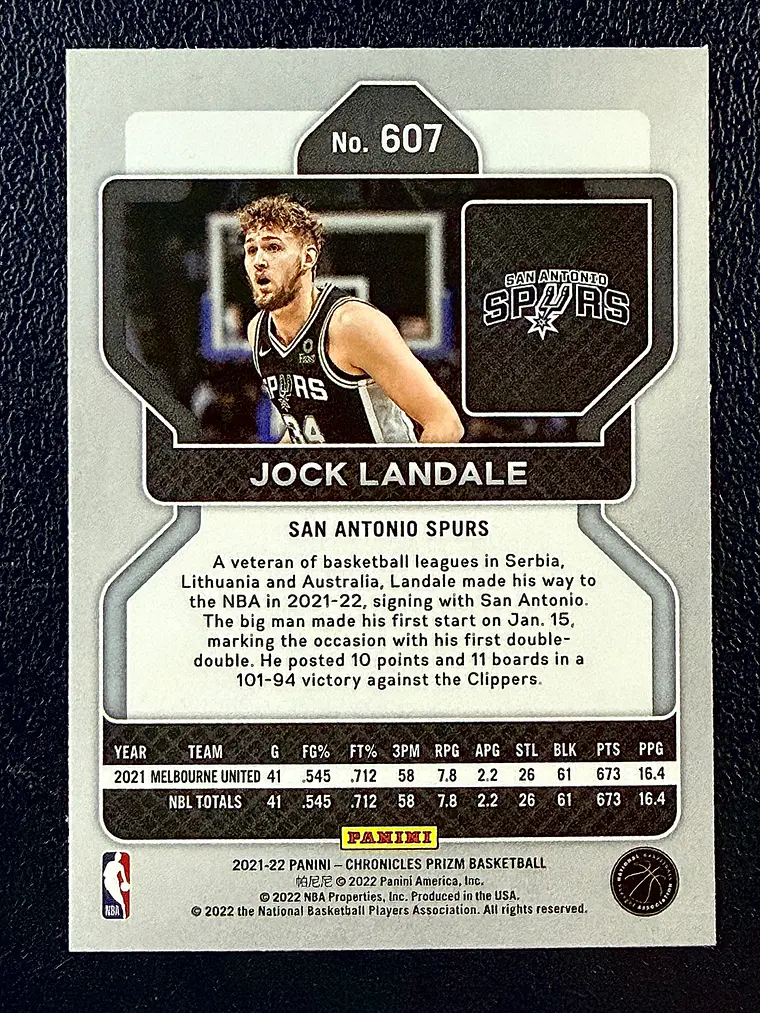 No. 607
SAN ANTONIO
SPURS
SPURS
34
JOCK LANDALE
SAN ANTONIO SPURS
A veteran of basketball leagues in Serbia,
Lithuania and Australia, Landale made his way to
the NBA in 2021-22, signing with San Antonio.
The big man made his first start on Jan. 15,
marking the occasion with his first double-
double. He posted 10 points and 11 boards in a
101-94 victory against the Clippers.
YEAR TEAM G FG% FT% 3PM RPG APG STL BLK PTS PPG
2021 MELBOURNE UNITED 41 .545 .712 58 7.8 2.2 26 61 673 16.4
NBL TOTALS 41 .545 .712 58 7.8 2.2 26 61 673 16.4
PANINI
2021-22 PANINI – CHRONICLES PRIZM BASKETBALL
帕尼尼 © 2022 Panini America, Inc.
© 2022 NBA Properties, Inc. Produced in the USA.
© 2022 the National Basketball Players Association. All rights reserved.
NBA